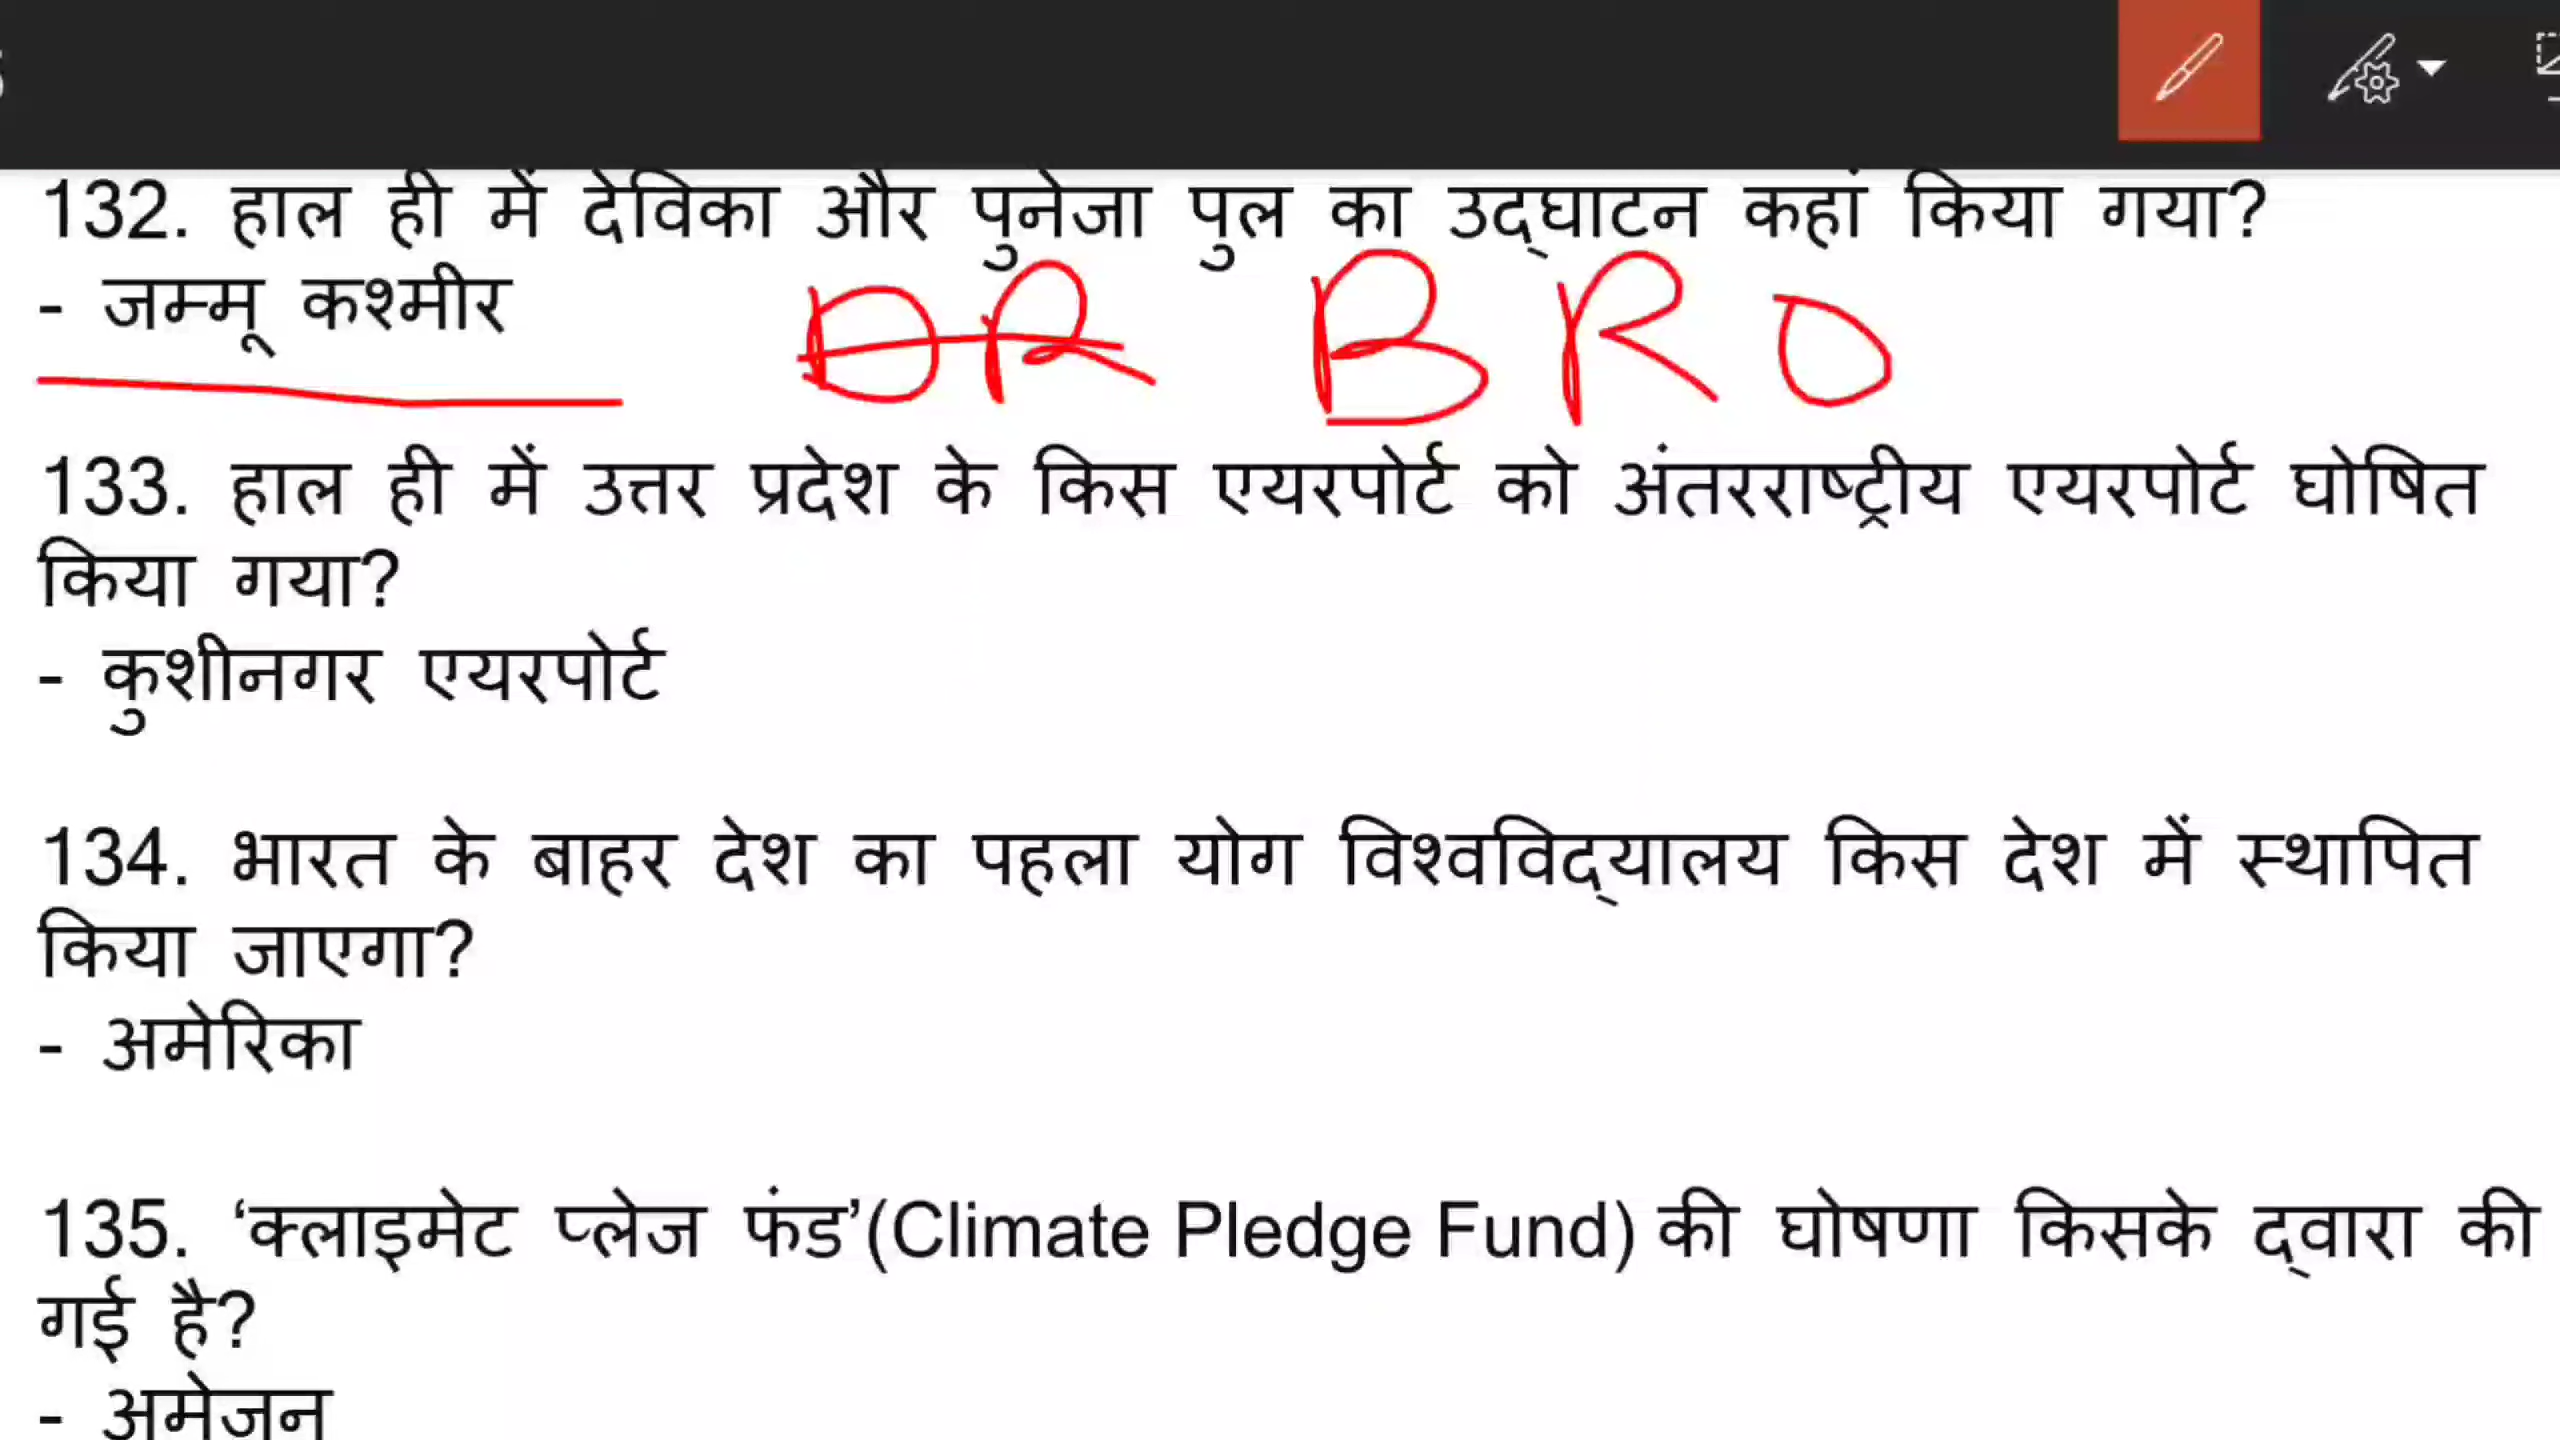 132. हाल ही में देविका और पुनेजा पुल का उद्घाटन कहां किया गया?
- जम्मू कश्मीर
DR BRO
133. हाल ही में उत्तर प्रदेश के किस एयरपोर्ट को अंतरराष्ट्रीय एयरपोर्ट घोषित
किया गया?
- कुशीनगर एयरपोर्ट
134. भारत के बाहर देश का पहला योग विश्वविद्यालय किस देश में स्थापित
किया जाएगा?
- अमेरिका
135. ‘क्लाइमेट प्लेज फंड’(Climate Pledge Fund) की घोषणा किसके द्वारा की
गई है?
- अमेजन